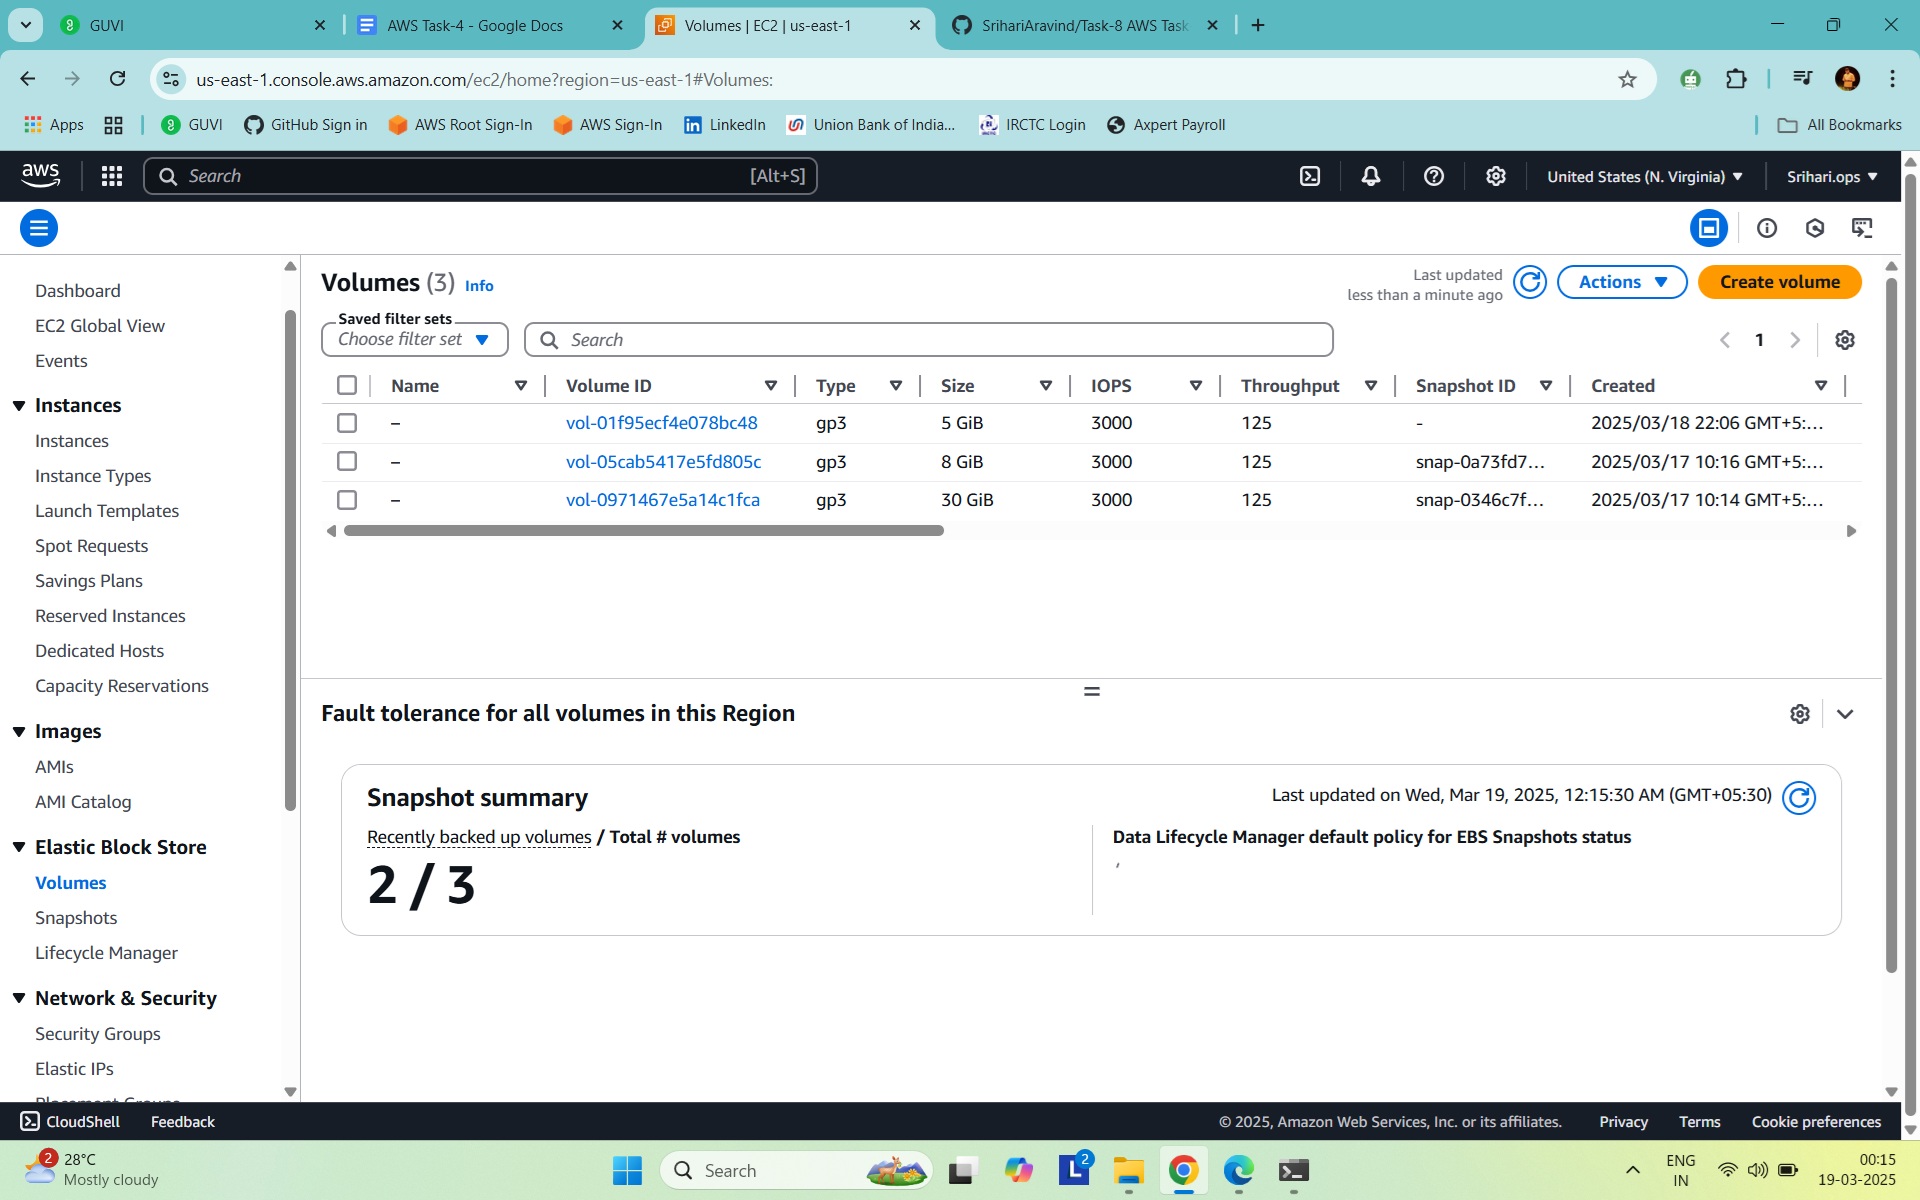 GUVI
AWS Task-4 - Google Docs
Volumes | EC2 | us-east-1
SrihariAravind/Task-8 AWS Task
us-east-1.console.aws.amazon.com/ec2/home?region=us-east-1#Volumes:
Apps
GUVI
GitHub Sign in
AWS Root Sign-In
AWS Sign-In
LinkedIn
Union Bank of India...
IRCTC Login
Axpert Payroll
All Bookmarks
aws
Search
[Alt+S]
United States (N. Virginia)
Srihari.ops
Dashboard
EC2 Global View
Events
Instances
Instances
Instance Types
Launch Templates
Spot Requests
Savings Plans
Reserved Instances
Dedicated Hosts
Capacity Reservations
Images
AMIs
AMI Catalog
Elastic Block Store
Volumes
Snapshots
Lifecycle Manager
Network & Security
Security Groups
Elastic IPs
Volumes (3) Info
Last updated
less than a minute ago
Actions
Create volume
Saved filter sets
Choose filter set
Search
1
Name Volume ID Type Size IOPS Throughput Snapshot ID Created
– vol-01f95ecf4e078bc48 gp3 5 GiB 3000 125 - 2025/03/18 22:06 GMT+5:...
– vol-05cab5417e5fd805c gp3 8 GiB 3000 125 snap-0a73fd7... 2025/03/17 10:16 GMT+5:...
– vol-0971467e5a14c1fca gp3 30 GiB 3000 125 snap-0346c7f... 2025/03/17 10:14 GMT+5:...
Fault tolerance for all volumes in this Region
Snapshot summary
Last updated on Wed, Mar 19, 2025, 12:15:30 AM (GMT+05:30)
Recently backed up volumes / Total # volumes
2 / 3
Data Lifecycle Manager default policy for EBS Snapshots status
CloudShell
Feedback
© 2025, Amazon Web Services, Inc. or its affiliates.
Privacy
Terms
Cookie preferences
2
28°C
Mostly cloudy
Search
L
2
ENG
IN
00:15
19-03-2025